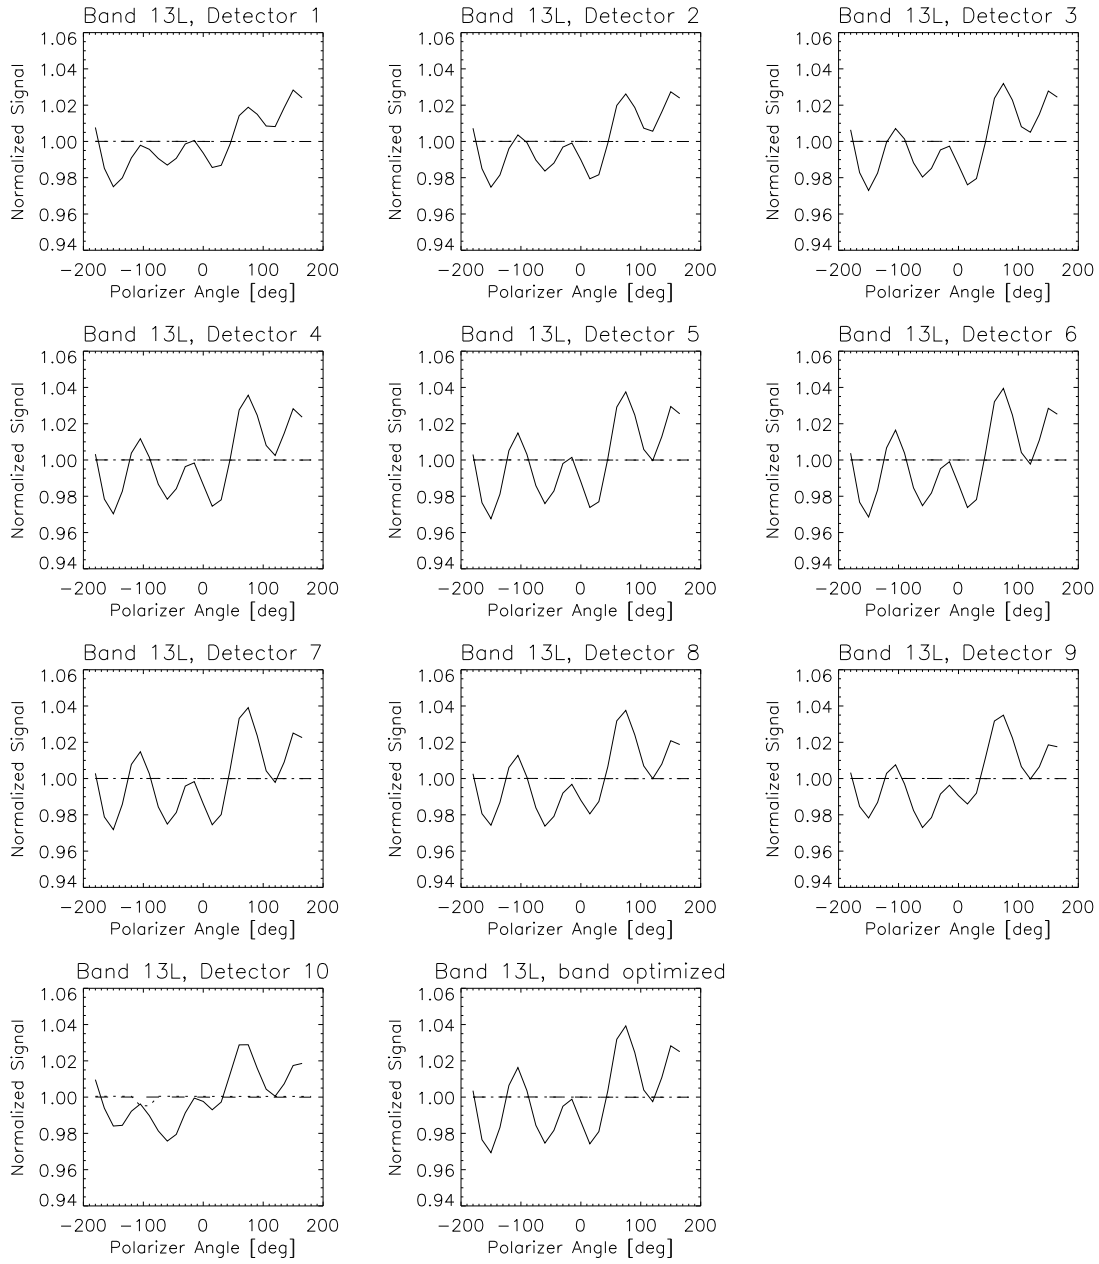 Band 13L, Detector 1
Normalized Signal
1.06
1.04
1.02
1.00
0.98
0.96
0.94
−200 −100 0 100 200
Polarizer Angle [deg]
Band 13L, Detector 2
Normalized Signal
1.06
1.04
1.02
1.00
0.98
0.96
0.94
−200 −100 0 100 200
Polarizer Angle [deg]
Band 13L, Detector 3
Normalized Signal
1.06
1.04
1.02
1.00
0.98
0.96
0.94
−200 −100 0 100 200
Polarizer Angle [deg]
Band 13L, Detector 4
Normalized Signal
1.06
1.04
1.02
1.00
0.98
0.96
0.94
−200 −100 0 100 200
Polarizer Angle [deg]
Band 13L, Detector 5
Normalized Signal
1.06
1.04
1.02
1.00
0.98
0.96
0.94
−200 −100 0 100 200
Polarizer Angle [deg]
Band 13L, Detector 6
Normalized Signal
1.06
1.04
1.02
1.00
0.98
0.96
0.94
−200 −100 0 100 200
Polarizer Angle [deg]
Band 13L, Detector 7
Normalized Signal
1.06
1.04
1.02
1.00
0.98
0.96
0.94
−200 −100 0 100 200
Polarizer Angle [deg]
Band 13L, Detector 8
Normalized Signal
1.06
1.04
1.02
1.00
0.98
0.96
0.94
−200 −100 0 100 200
Polarizer Angle [deg]
Band 13L, Detector 9
Normalized Signal
1.06
1.04
1.02
1.00
0.98
0.96
0.94
−200 −100 0 100 200
Polarizer Angle [deg]
Band 13L, Detector 10
Normalized Signal
1.06
1.04
1.02
1.00
0.98
0.96
0.94
−200 −100 0 100 200
Polarizer Angle [deg]
Band 13L, band optimized
Normalized Signal
1.06
1.04
1.02
1.00
0.98
0.96
0.94
−200 −100 0 100 200
Polarizer Angle [deg]